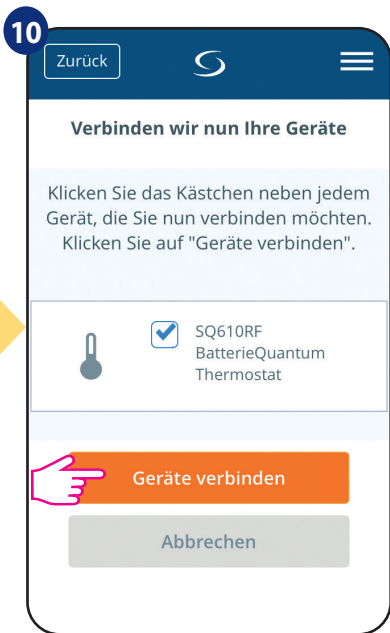 10
Zurück
Verbinden wir nun Ihre Geräte
Klicken Sie das Kästchen neben jedem
Gerät, die Sie nun verbinden möchten.
Klicken Sie auf "Geräte verbinden".
SQ610RF
BatterieQuantum
Thermostat
Geräte verbinden
Abbrechen